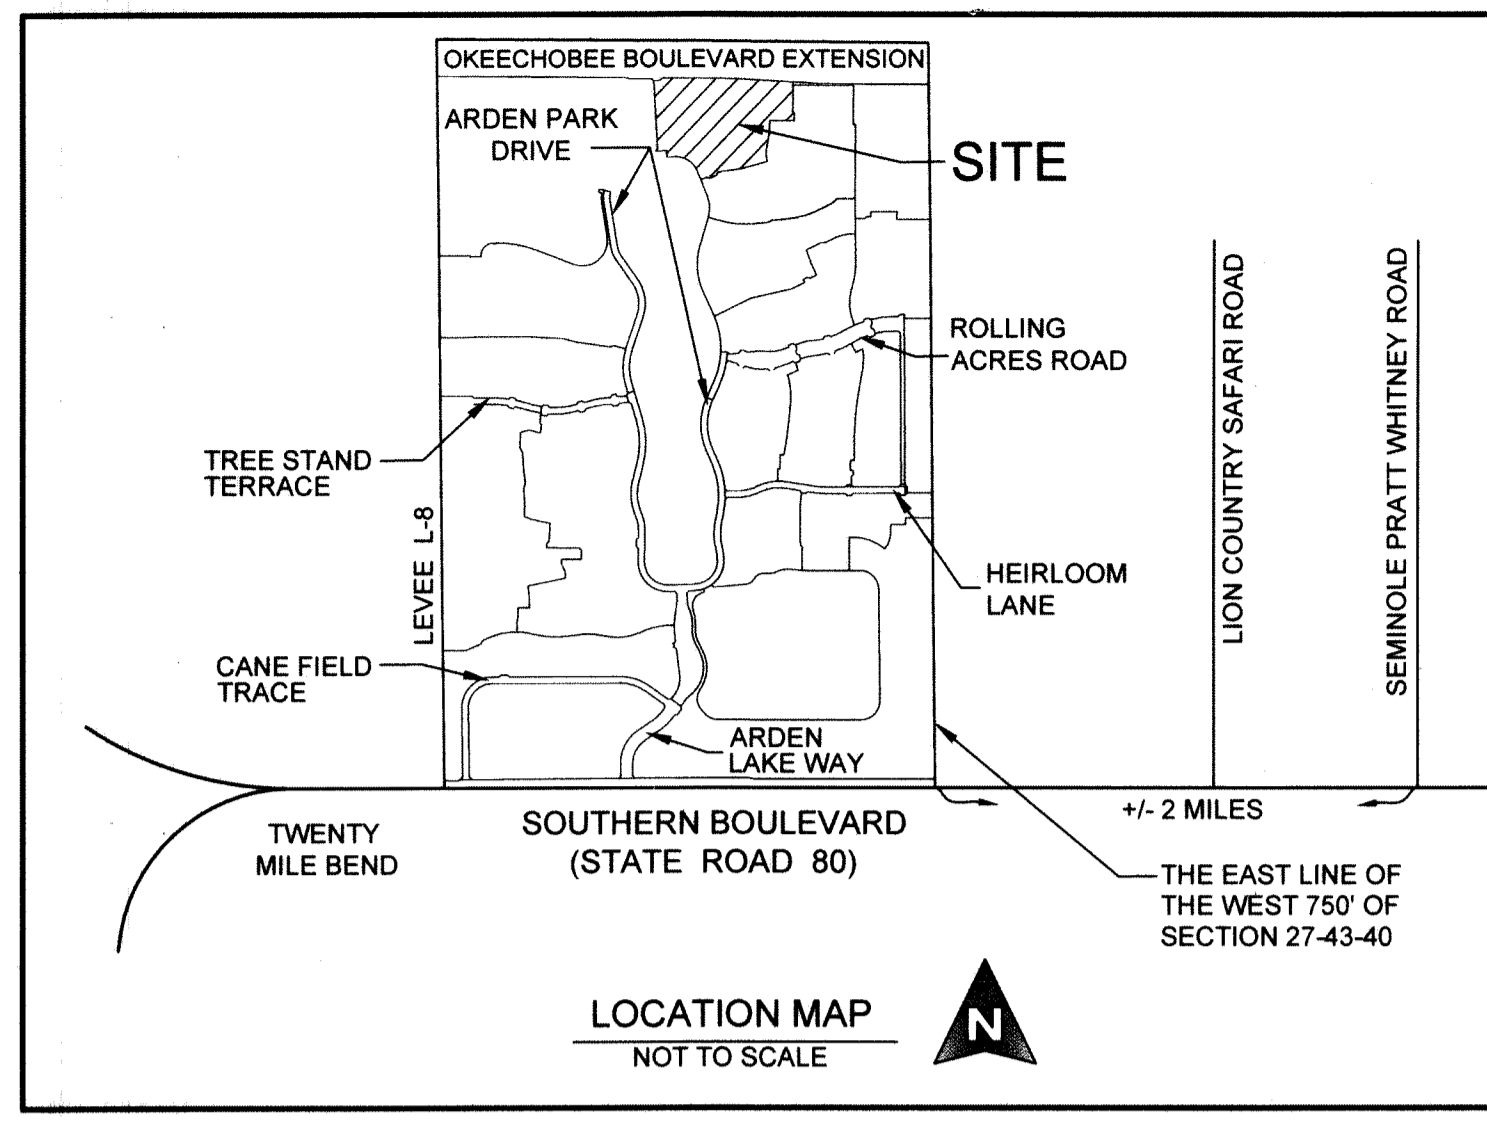 OKEECHOBEE BOULEVARD EXTENSION
ARDEN PARK
DRIVE
SITE
ROLLING
ACRES ROAD
LION COUNTRY SAFARI ROAD
SEMINOLE PRATT WHITNEY ROAD
TREE STAND
TERRACE
LEVEE L-8
HEIRLOOM
LANE
CANE FIELD
TRACE
ARDEN
LAKE WAY
+/- 2 MILES
TWENTY
MILE BEND
SOUTHERN BOULEVARD
(STATE ROAD 80)
THE EAST LINE OF
THE WEST 750' OF
SECTION 27-43-40
LOCATION MAP
NOT TO SCALE
N